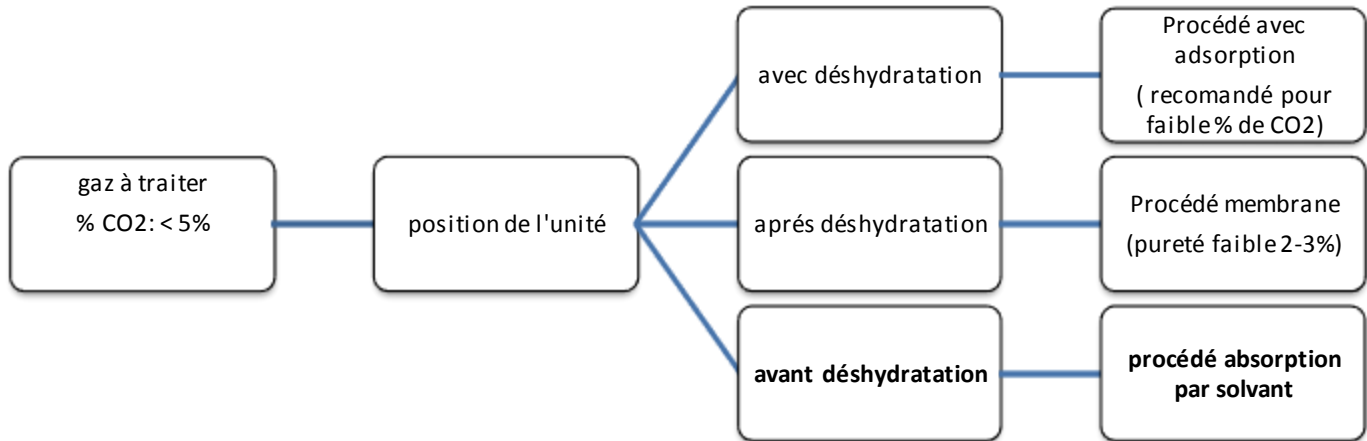 gaz à traiter
% CO2: < 5%
position de l'unité
avec déshydratation
Procédé avec
adsorption
( recomandé pour
faible % de CO2)
aprés déshydratation
Procédé membrane
(pureté faible 2-3%)
avant déshydratation
procédé absorption
par solvant